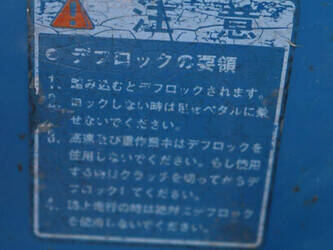 注意
●デフロックの要領
1. 踏み込むとデフロックされます。
2. ロックしない時は足をペダルに乗
せないでください。
3. 高速及び重作業中はデフロックを
使用しないでください。もし使用
する時はクラッチを切ってからデ
フロックしてください。
4. 路上走行の時は絶対にデフロック
を使用しないでください。